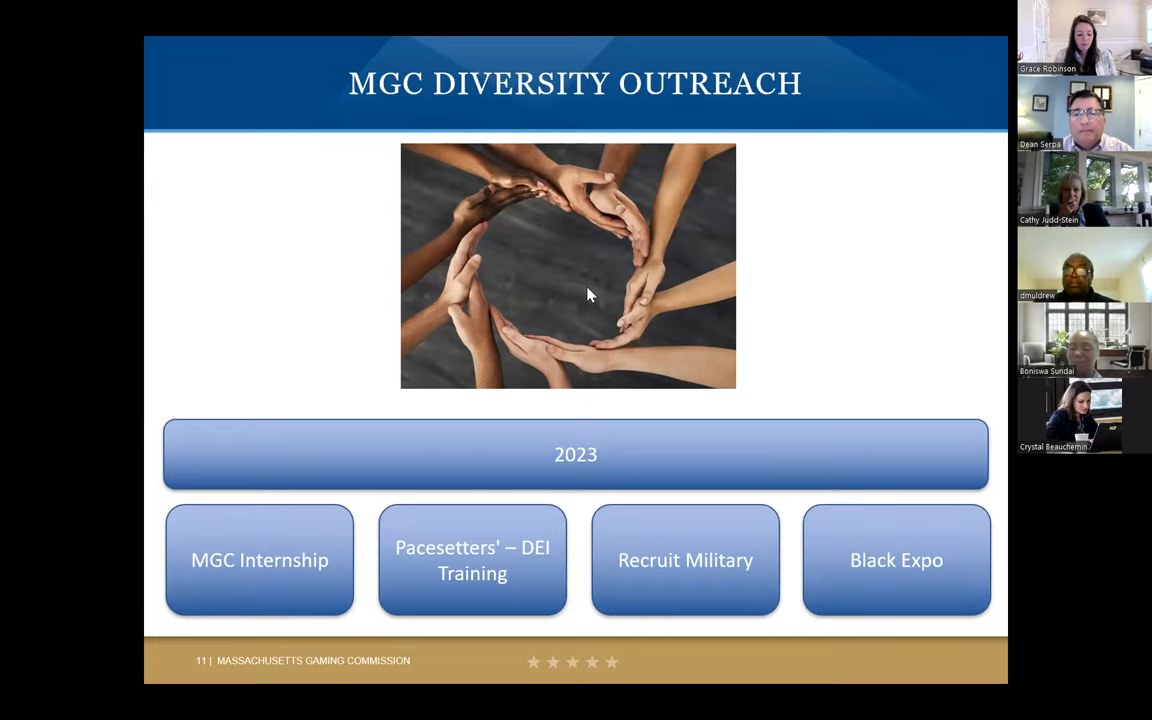 MGC DIVERSITY OUTREACH
2023
MGC Internship
Pacesetters' – DEI
Training
Recruit Military
Black Expo
11 | MASSACHUSETTS GAMING COMMISSION
Grace Robinson
Dean Serpa
Cathy Judd-Stein
dmuldrew
Boniswa Sundai
Crystal Beauchemin